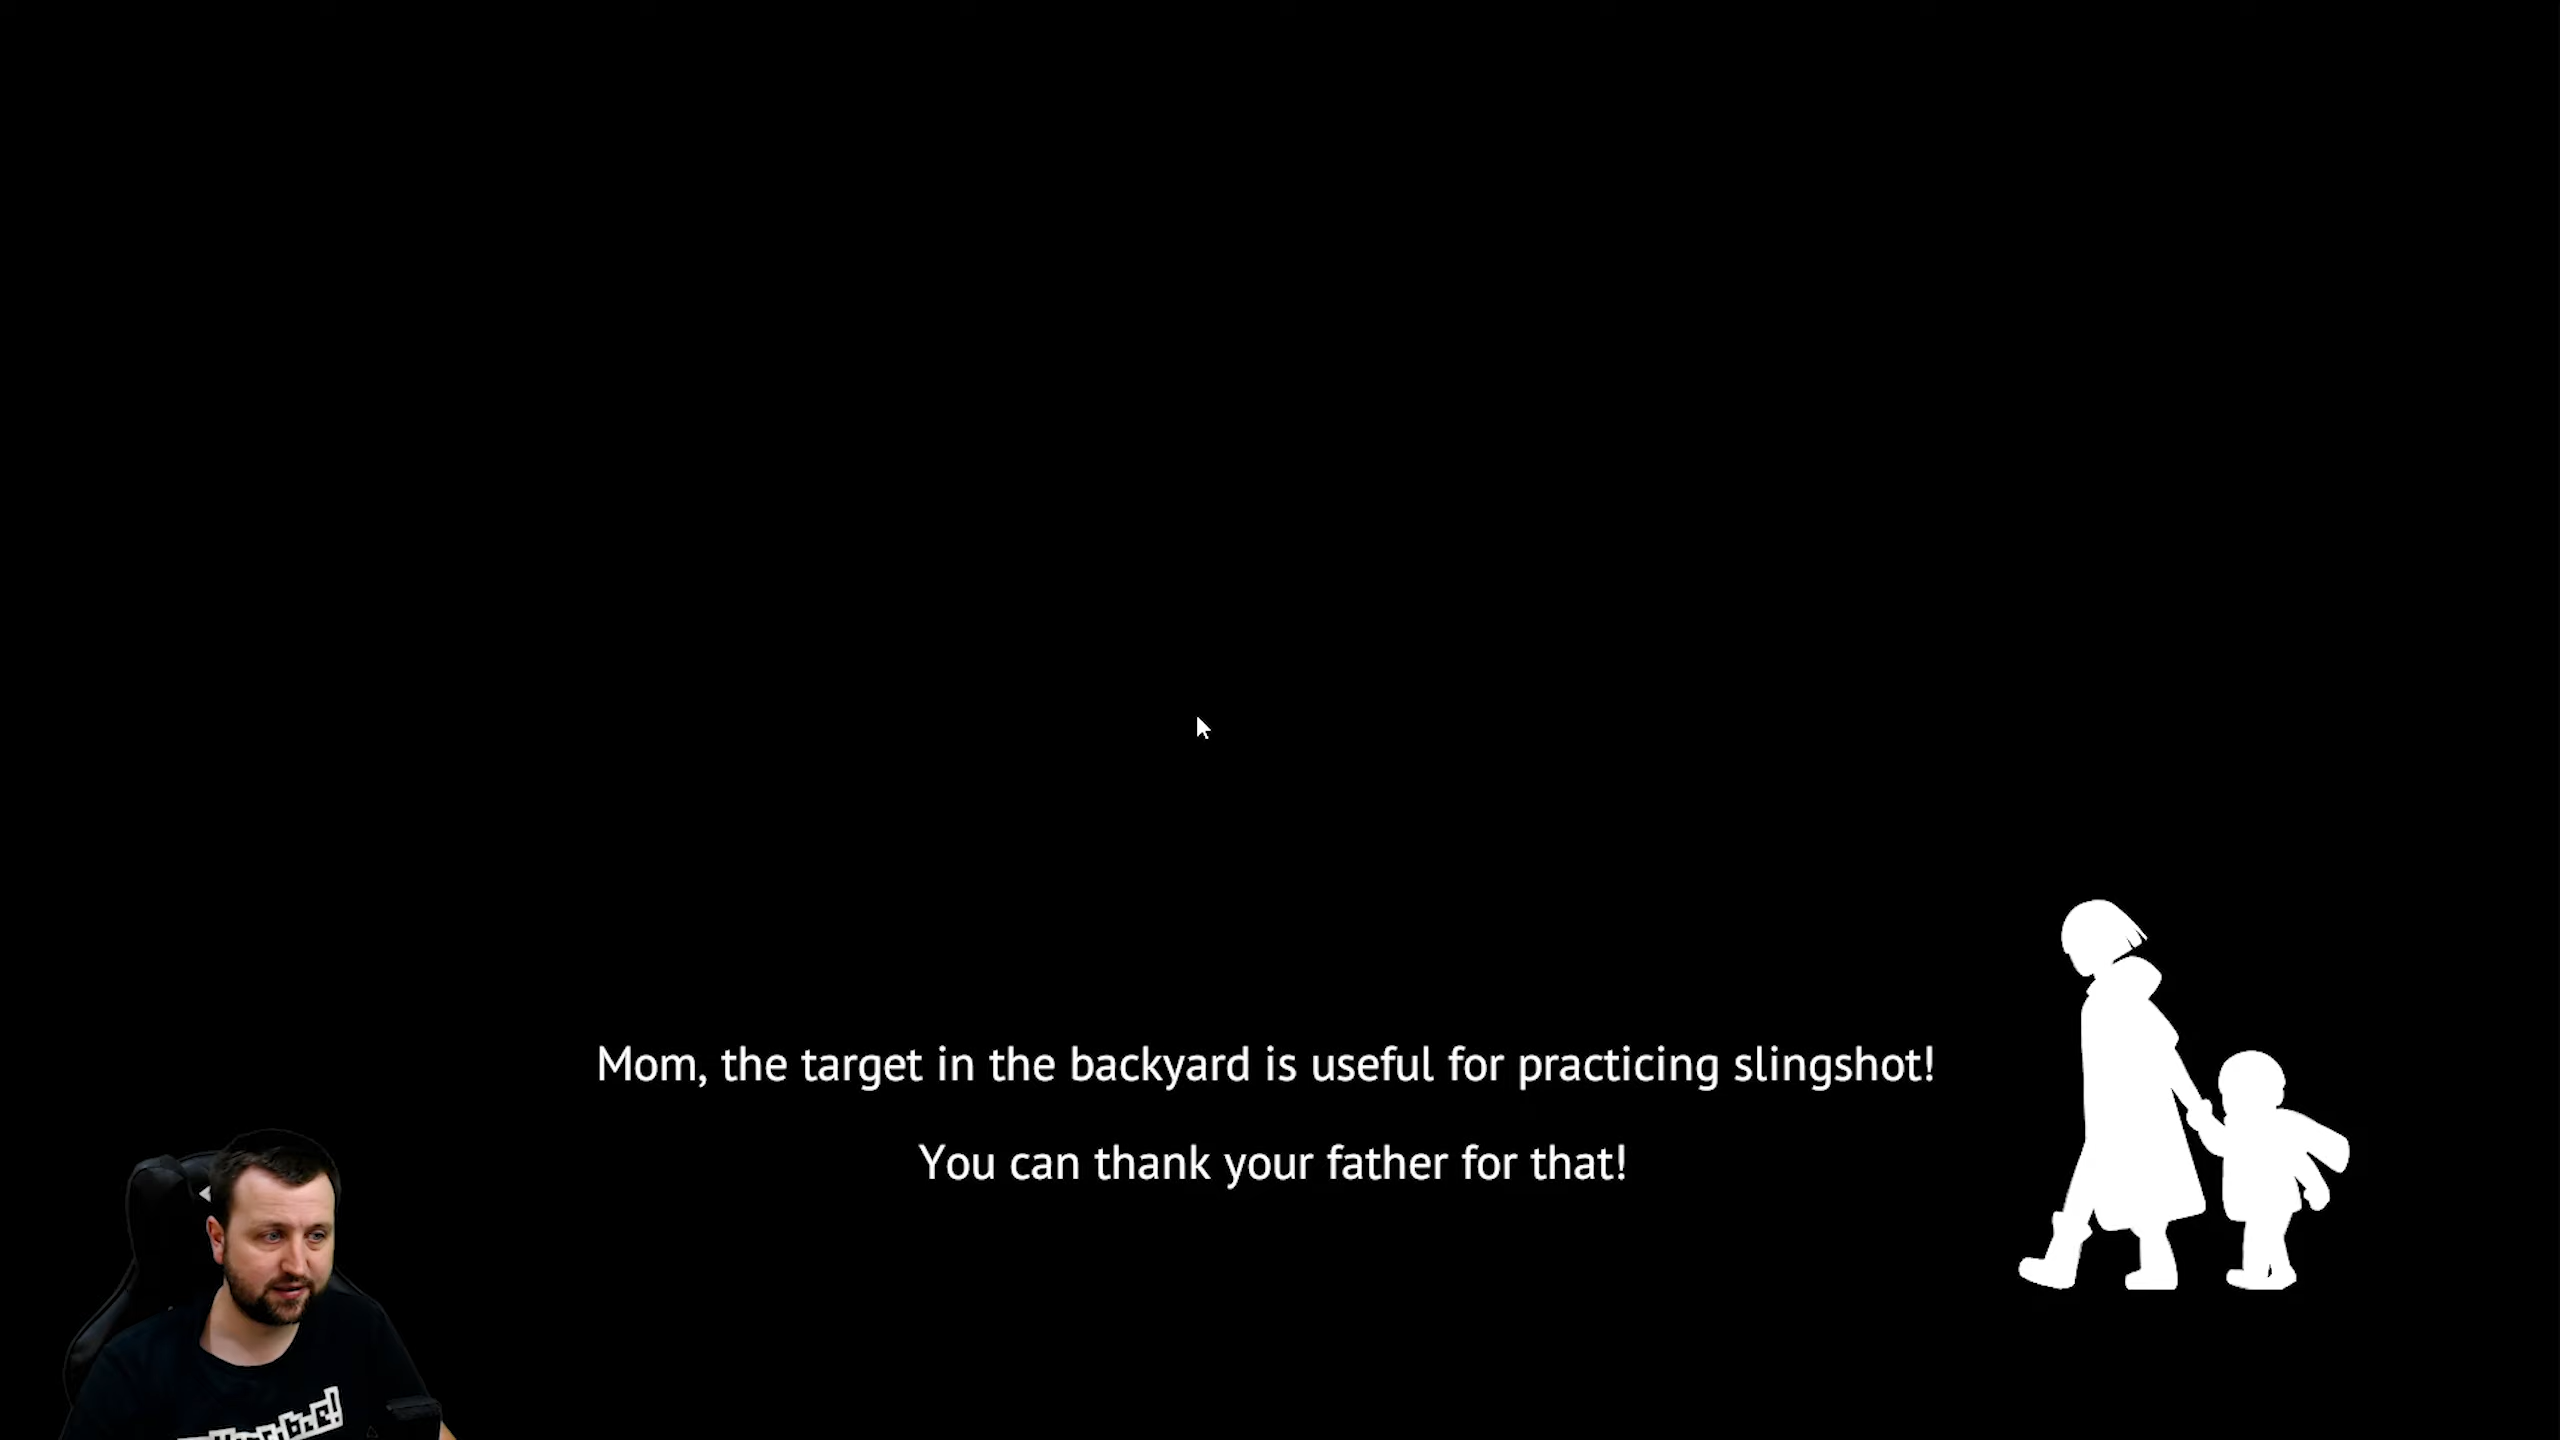 Mom, the target in the backyard is useful for practicing slingshot!
You can thank your father for that!